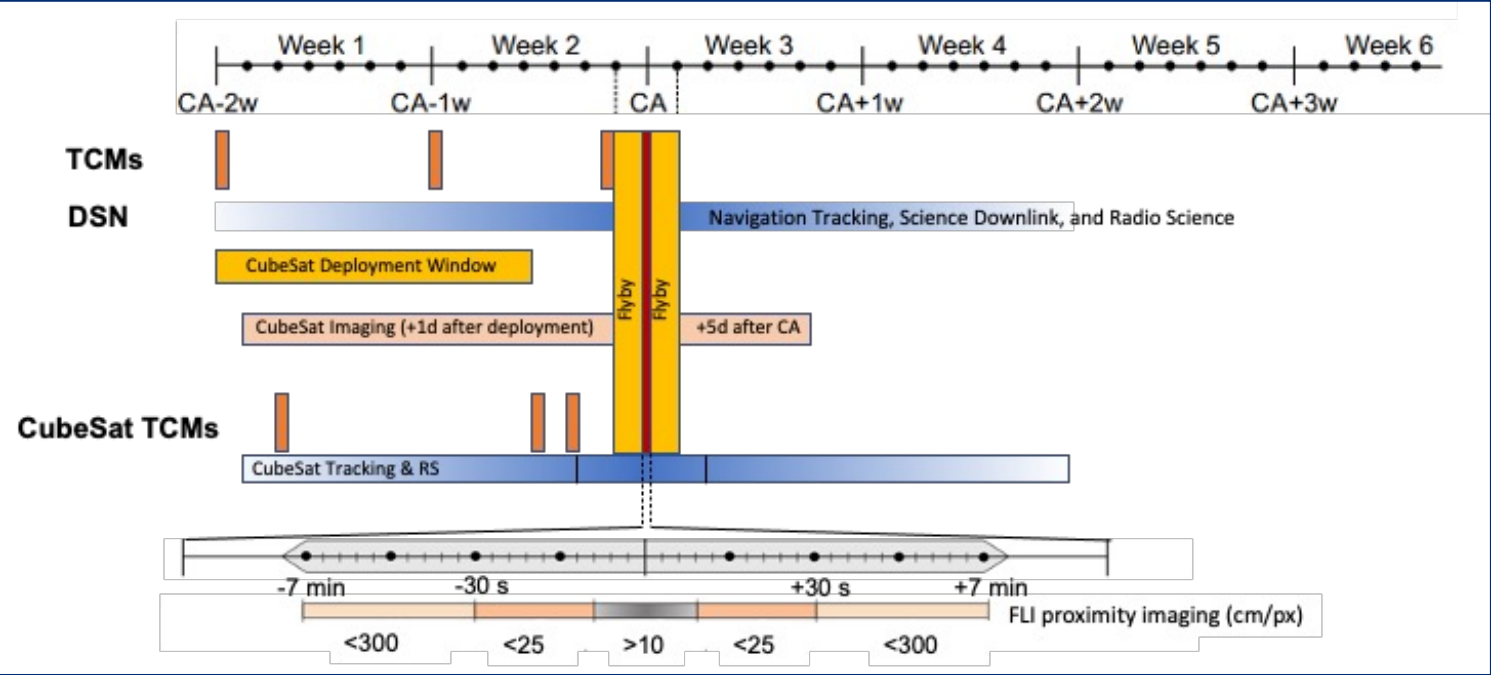 Week 1 Week 2 Week 3 Week 4 Week 5 Week 6
CA-2w CA-1w CA CA+1w CA+2w CA+3w
TCMs
DSN
Navigation Tracking, Science Downlink, and Radio Science
CubeSat Deployment Window
Flyby
Flyby
CubeSat Imaging (+1d after deployment)
+5d after CA
CubeSat TCMs
CubeSat Tracking & RS
-7 min -30 s +30 s +7 min
FLI proximity imaging (cm/px)
<300 <25 >10 <25 <300